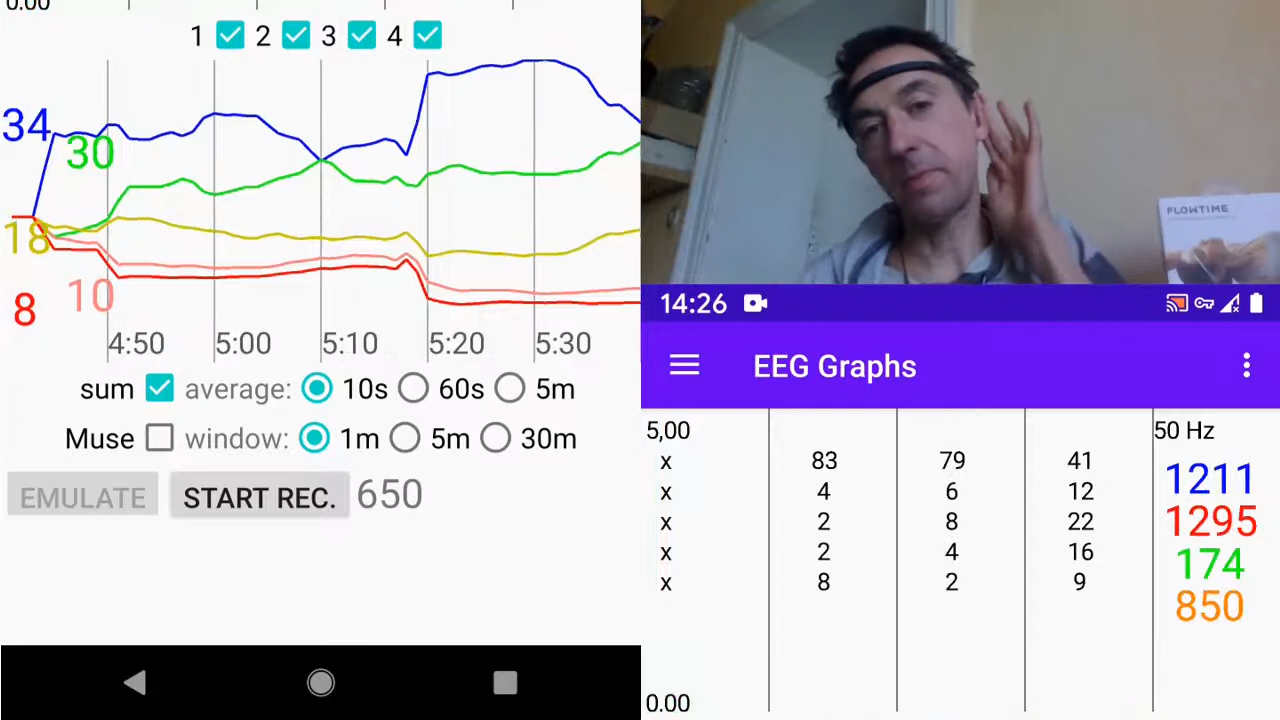 0.00
1 2 3 4
34
30
18
10
8
4:50 5:00 5:10 5:20 5:30
sum average: 10s 60s 5m
Muse window: 1m 5m 30m
EMULATE START REC. 650
FLOWTIME
14:26
EEG Graphs
5,00 50 Hz
x 83 79 41 1211
x 4 6 12
x 2 8 22 1295
x 2 4 16 174
x 8 2 9 850
0.00